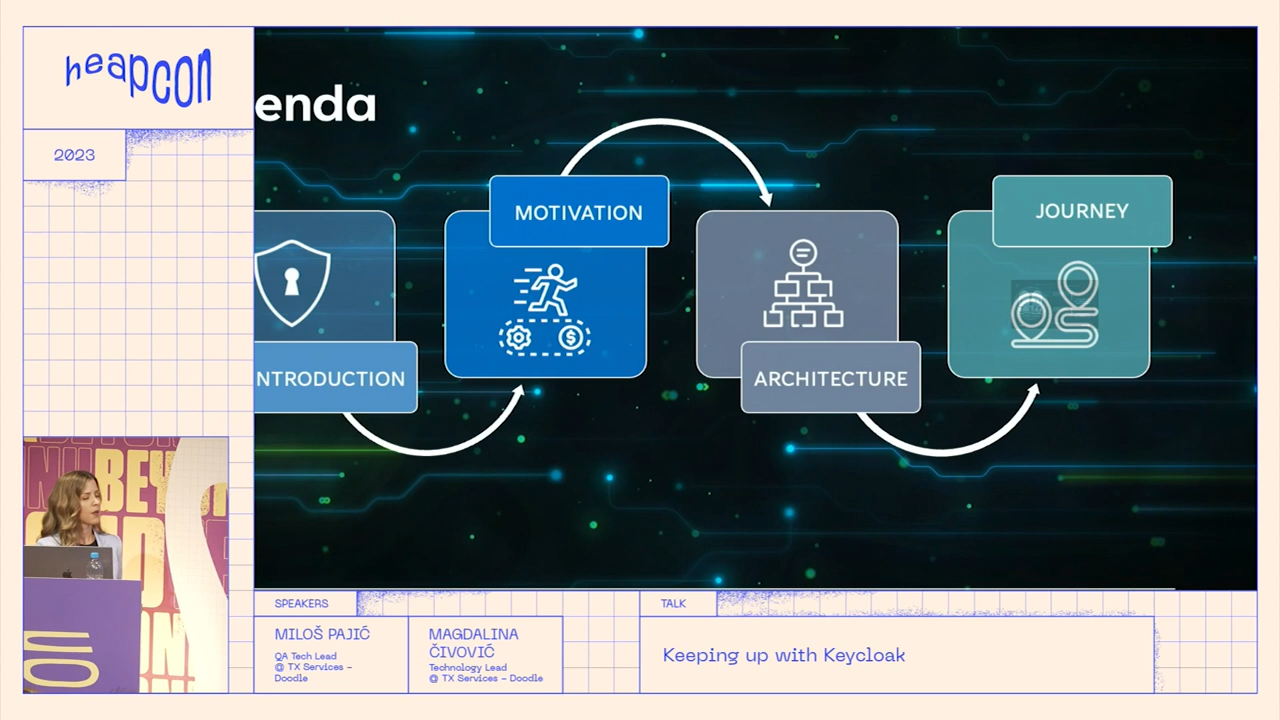 heapcon
2023
enda
MOTIVATION
JOURNEY
NTRODUCTION
ARCHITECTURE
BEY
SPEAKERS
TALK
MILOŠ PAJIĆ
QA Tech Lead
@ TX Services –
Doodle
MAGDALINA
ČIVOVIĆ
Technology Lead
@ TX Services – Doodle
Keeping up with Keycloak